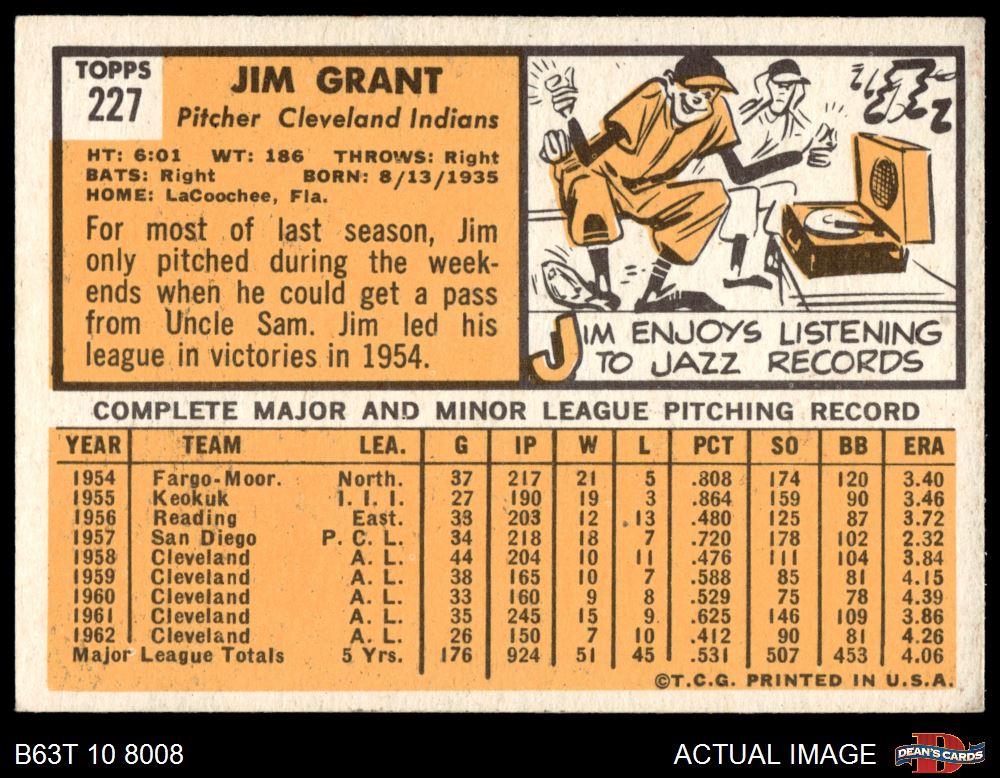 TOPPS
227
JIM GRANT
Pitcher Cleveland Indians
HT: 6:01 WT: 186 THROWS: Right
BATS: Right BORN: 8/13/1935
HOME: LaCoochee, Fla.
For most of last season, Jim
only pitched during the week-
ends when he could get a pass
from Uncle Sam. Jim led his
league in victories in 1954.
JIM ENJOYS LISTENING
TO JAZZ RECORDS
COMPLETE MAJOR AND MINOR LEAGUE PITCHING RECORD
YEAR TEAM LEA. G IP W L PCT SO BB ERA
1954 Fargo-Moor. North. 37 217 21 5 .808 174 120 3.40
1955 Keokuk I. I. I. 27 190 19 3 .864 159 90 3.46
1956 Reading East. 33 203 12 13 .480 125 87 3.72
1957 San Diego P. C. L. 34 218 18 7 .720 178 102 2.32
1958 Cleveland A. L. 44 204 10 11 .476 111 104 3.84
1959 Cleveland A. L. 38 165 10 7 .588 85 81 4.15
1960 Cleveland A. L. 33 160 9 8 .529 75 78 4.39
1961 Cleveland A. L. 35 245 15 9 .625 146 109 3.86
1962 Cleveland A. L. 26 150 7 10 .412 90 81 4.26
Major League Totals 5 Yrs. 176 924 51 45 .531 507 453 4.06
©T.C.G. PRINTED IN U.S.A.
B63T 10 8008
ACTUAL IMAGE
DEAN'S CARDS